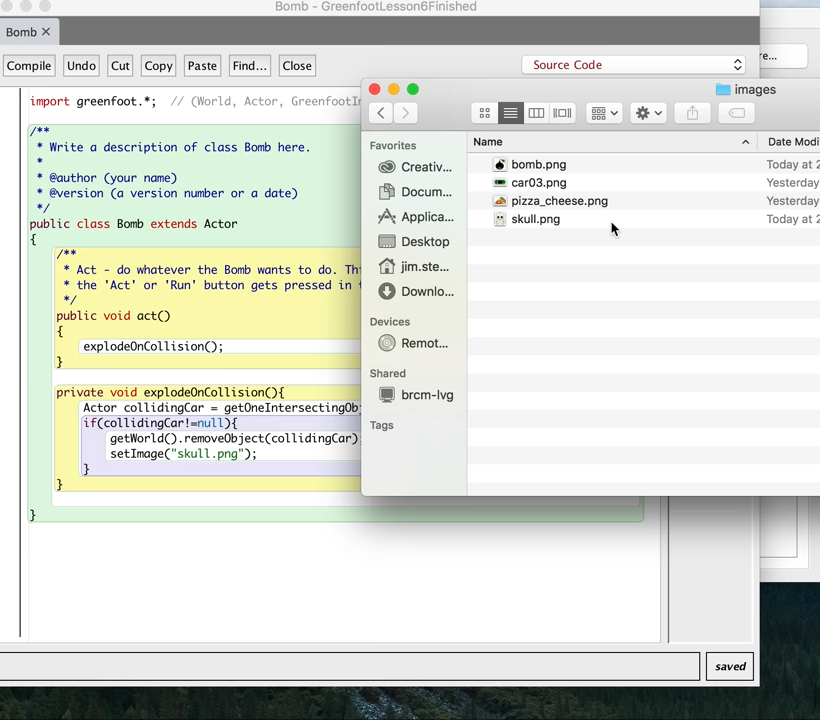 Bomb - GreenfootLesson6Finished
Bomb ✕
Compile Undo Cut Copy Paste Find... Close
Source Code
import greenfoot.*;  // (World, Actor, GreenfootI
/**
 * Write a description of class Bomb here.
 *
 * @author (your name)
 * @version (a version number or a date)
 */
public class Bomb extends Actor
{
/**
 * Act - do whatever the Bomb wants to do. Thi
 * the 'Act' or 'Run' button gets pressed in t
 */
public void act()
{
explodeOnCollision();
}
private void explodeOnCollision(){
Actor collidingCar = getOneIntersectingObj
if(collidingCar!=null){
getWorld().removeObject(collidingCar)
setImage("skull.png");
}
}
}
saved
e...
images
Favorites
Creativ...
Docum...
Applica...
Desktop
jim.ste...
Downlo...
Devices
Remot...
Shared
brcm-lvg
Tags
Name Date Modi
bomb.png Today at 2
car03.png Yesterday
pizza_cheese.png Yesterday
skull.png Today at 2